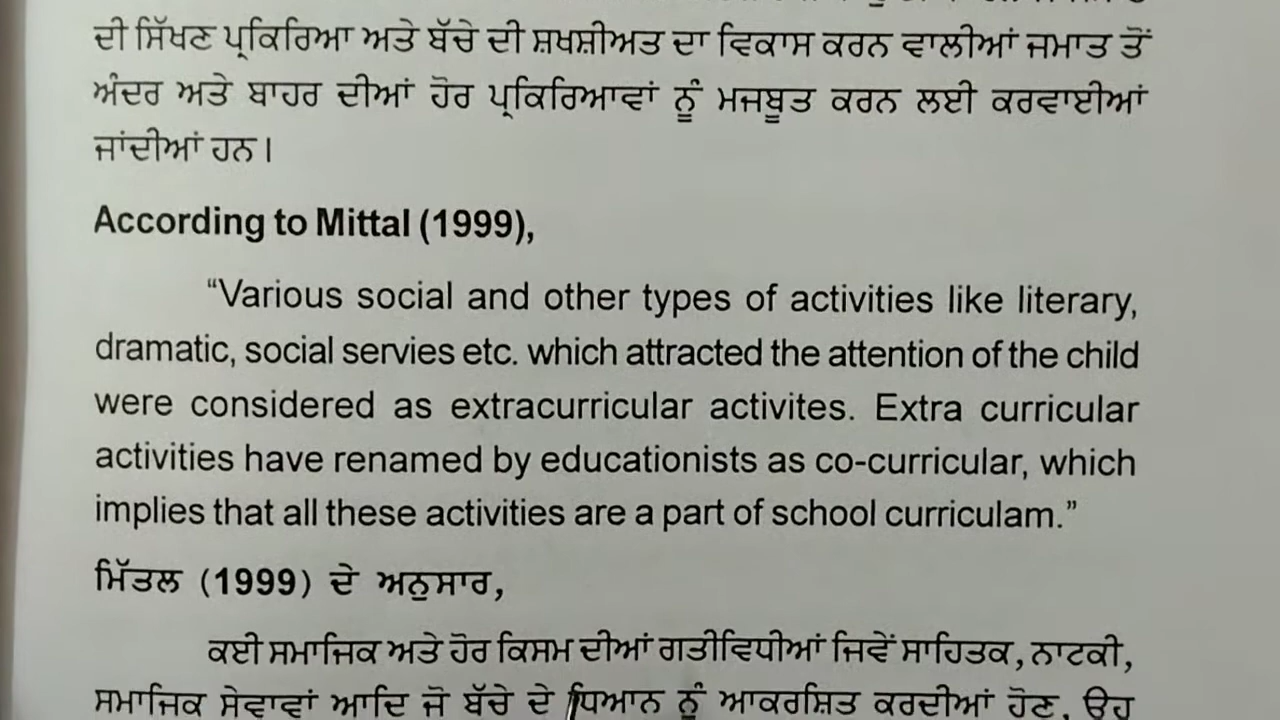 ਦੀ ਸਿੱਖਣ ਪ੍ਰਕਿਰਿਆ ਅਤੇ ਬੱਚੇ ਦੀ ਸ਼ਖਸ਼ੀਅਤ ਦਾ ਵਿਕਾਸ ਕਰਨ ਵਾਲੀਆਂ ਜਮਾਤ ਤੋਂ
ਅੰਦਰ ਅਤੇ ਬਾਹਰ ਦੀਆਂ ਹੋਰ ਪ੍ਰਕਿਰਿਆਵਾਂ ਨੂੰ ਮਜਬੂਤ ਕਰਨ ਲਈ ਕਰਵਾਈਆਂ
ਜਾਂਦੀਆਂ ਹਨ।
According to Mittal (1999),
“Various social and other types of activities like literary,
dramatic, social servies etc. which attracted the attention of the child
were considered as extracurricular activites. Extra curricular
activities have renamed by educationists as co-curricular, which
implies that all these activities are a part of school curriculam.”
ਮਿੱਤਲ (1999) ਦੇ ਅਨੁਸਾਰ,
ਕਈ ਸਮਾਜਿਕ ਅਤੇ ਹੋਰ ਕਿਸਮ ਦੀਆਂ ਗਤੀਵਿਧੀਆਂ ਜਿਵੇਂ ਸਾਹਿਤਕ, ਨਾਟਕੀ,
ਸਮਾਜਿਕ ਸੇਵਾਵਾਂ ਆਦਿ ਜੋ ਬੱਚੇ ਦੇ ਧਿਆਨ ਨੂੰ ਆਕਰਸ਼ਿਤ ਕਰਦੀਆਂ ਹੋਣ, ਉਹ